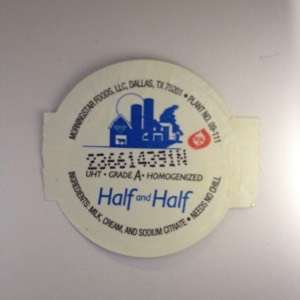 MORNINGSTAR FOODS, LLC, DALLAS, TX 75201 • PLANT NO. 09-111
236614391N
UHT • GRADE A • HOMOGENIZED
Half and Half
INGREDIENTS: MILK, CREAM, AND SODIUM CITRATE • NEEDS NO CHILL